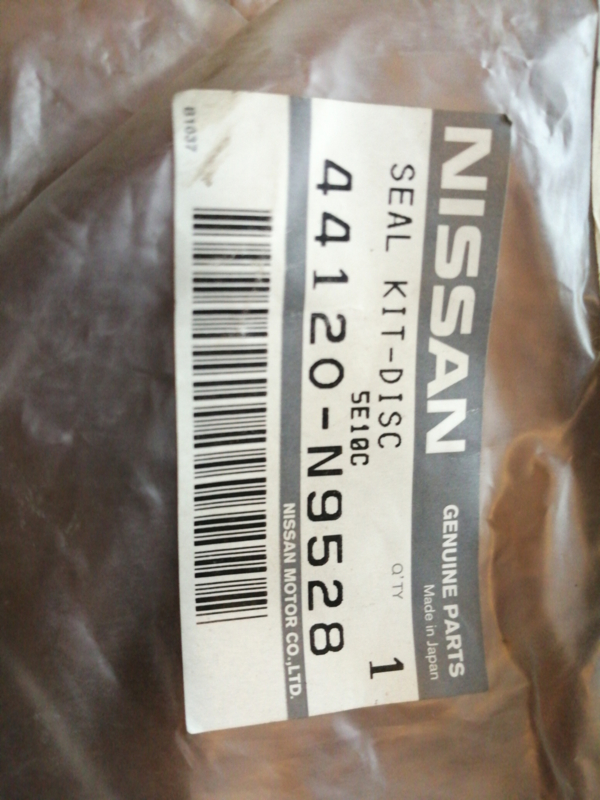 NISSAN
GENUINE PARTS
Made in Japan
SEAL KIT-DISC
Q'TY
1
5E10C
44120-N9528
NISSAN MOTOR CO.,LTD.
01037